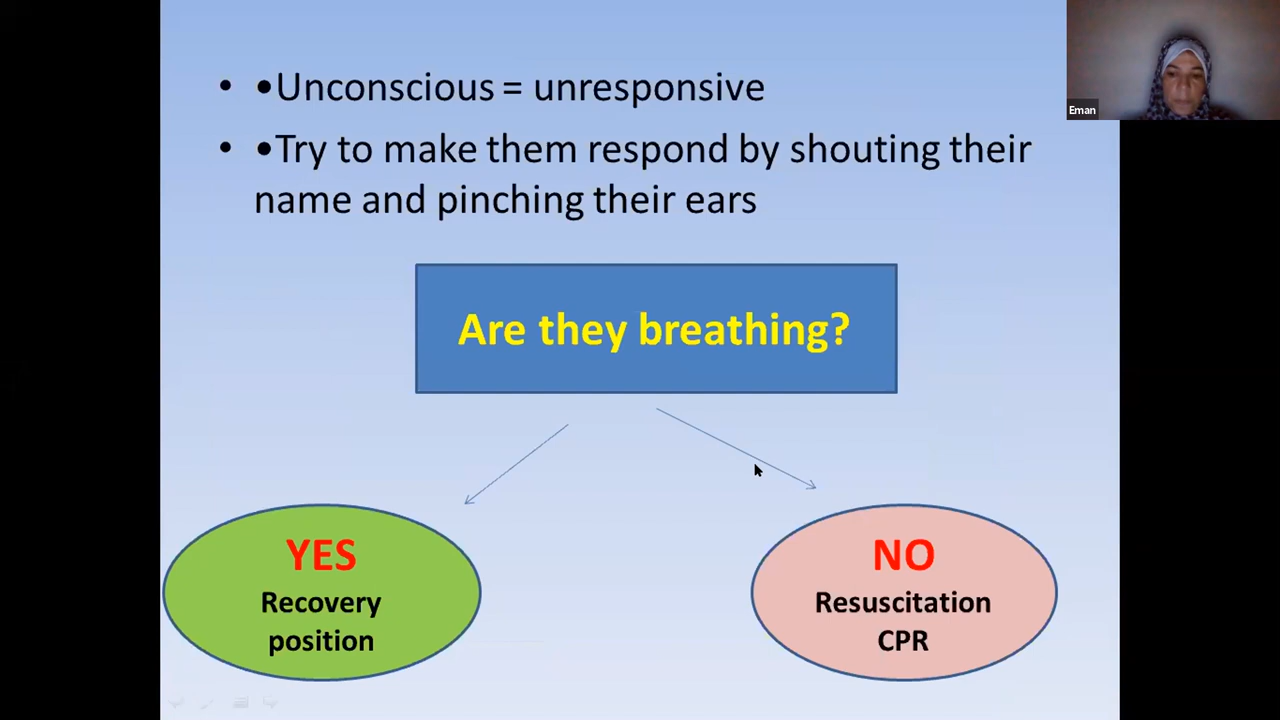 • •Unconscious = unresponsive
• •Try to make them respond by shouting their
name and pinching their ears
Eman
Are they breathing?
YES
Recovery
position
NO
Resuscitation
CPR